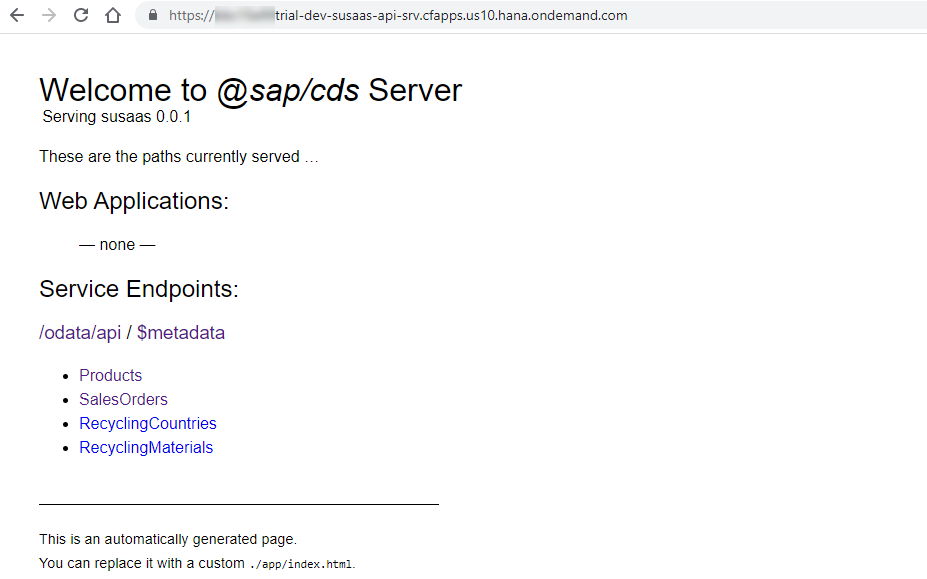 https://trial-dev-susaas-api-srv.cfapps.us10.hana.ondemand.com
Welcome to @sap/cds Server
Serving susaas 0.0.1
These are the paths currently served …
Web Applications:
— none —
Service Endpoints:
/odata/api / $metadata
Products
SalesOrders
RecyclingCountries
RecyclingMaterials
This is an automatically generated page.
You can replace it with a custom ./app/index.html.